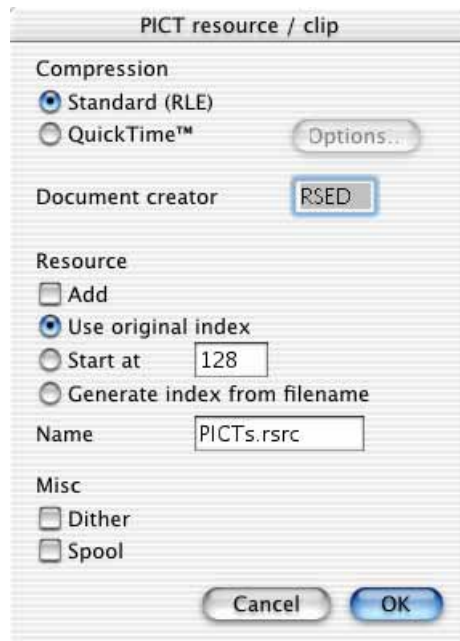 PICT resource / clip
Compression
Standard (RLE)
QuickTime™
Options..
Document creator
RSED
Resource
Add
Use original index
Start at
128
Generate index from filename
Name
PICTs.rsrc
Misc
Dither
Spool
Cancel
OK